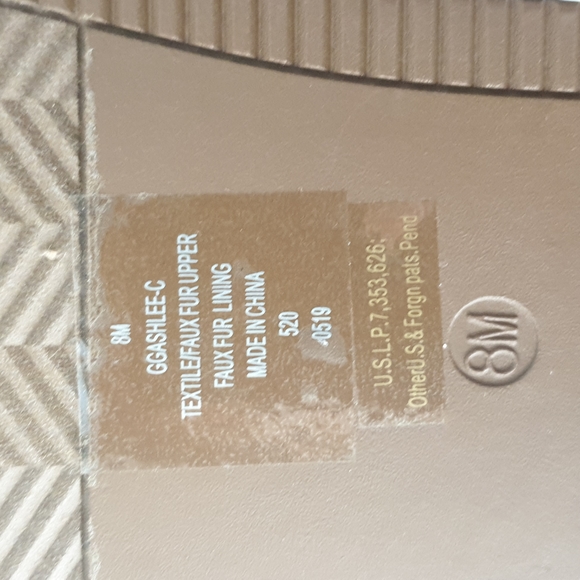 8M
GGASHLEE-C
TEXTILE/FAUX FUR UPPER
FAUX FUR LINING
MADE IN CHINA
520
0519
U.S.L.P.7,353,626;
OtherU.S.& Forgn pats.Pend
8M